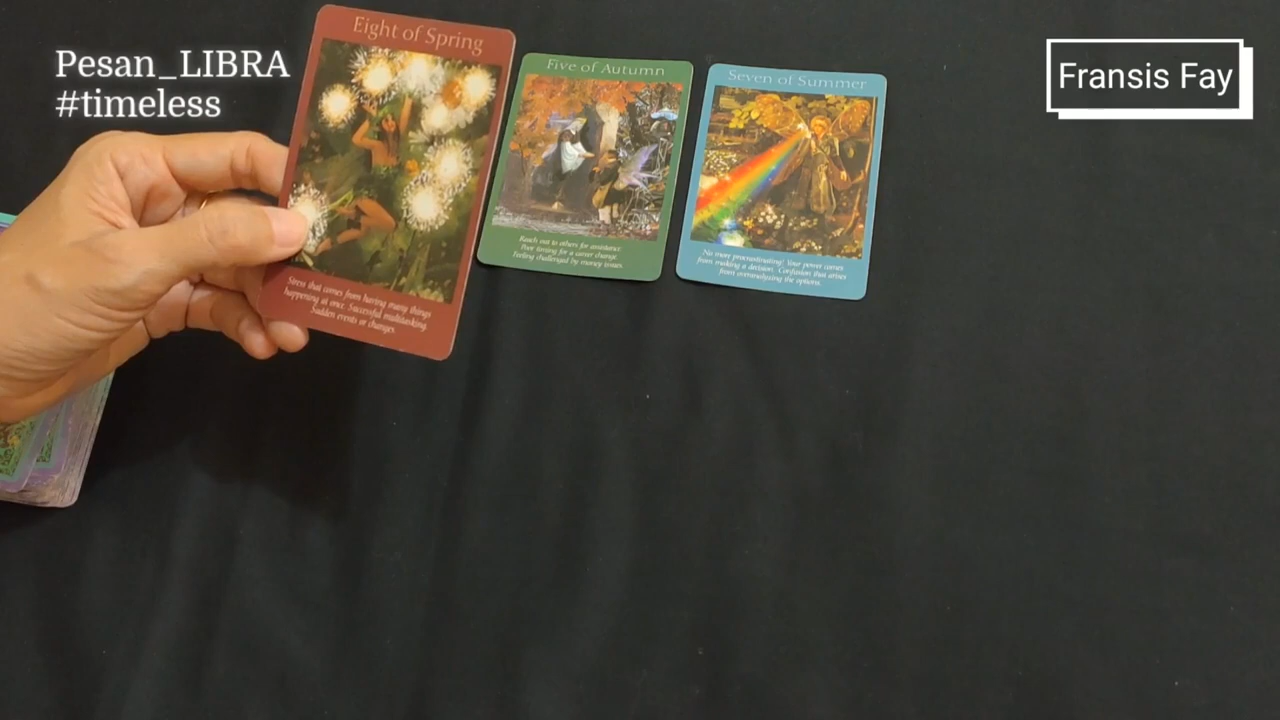 Pesan_LIBRA
#timeless
Fransis Fay
Eight of Spring
Stress that comes from having many things
happening at once. Successful multitasking.
Sudden events or changes.
Five of Autumn
Reach out to others for assistance.
Poor timing for a career change.
Feeling challenged by money issues.
Seven of Summer
No more procrastinating! Your power comes
from making a decision. Confusion that arises
from overanalyzing the options.